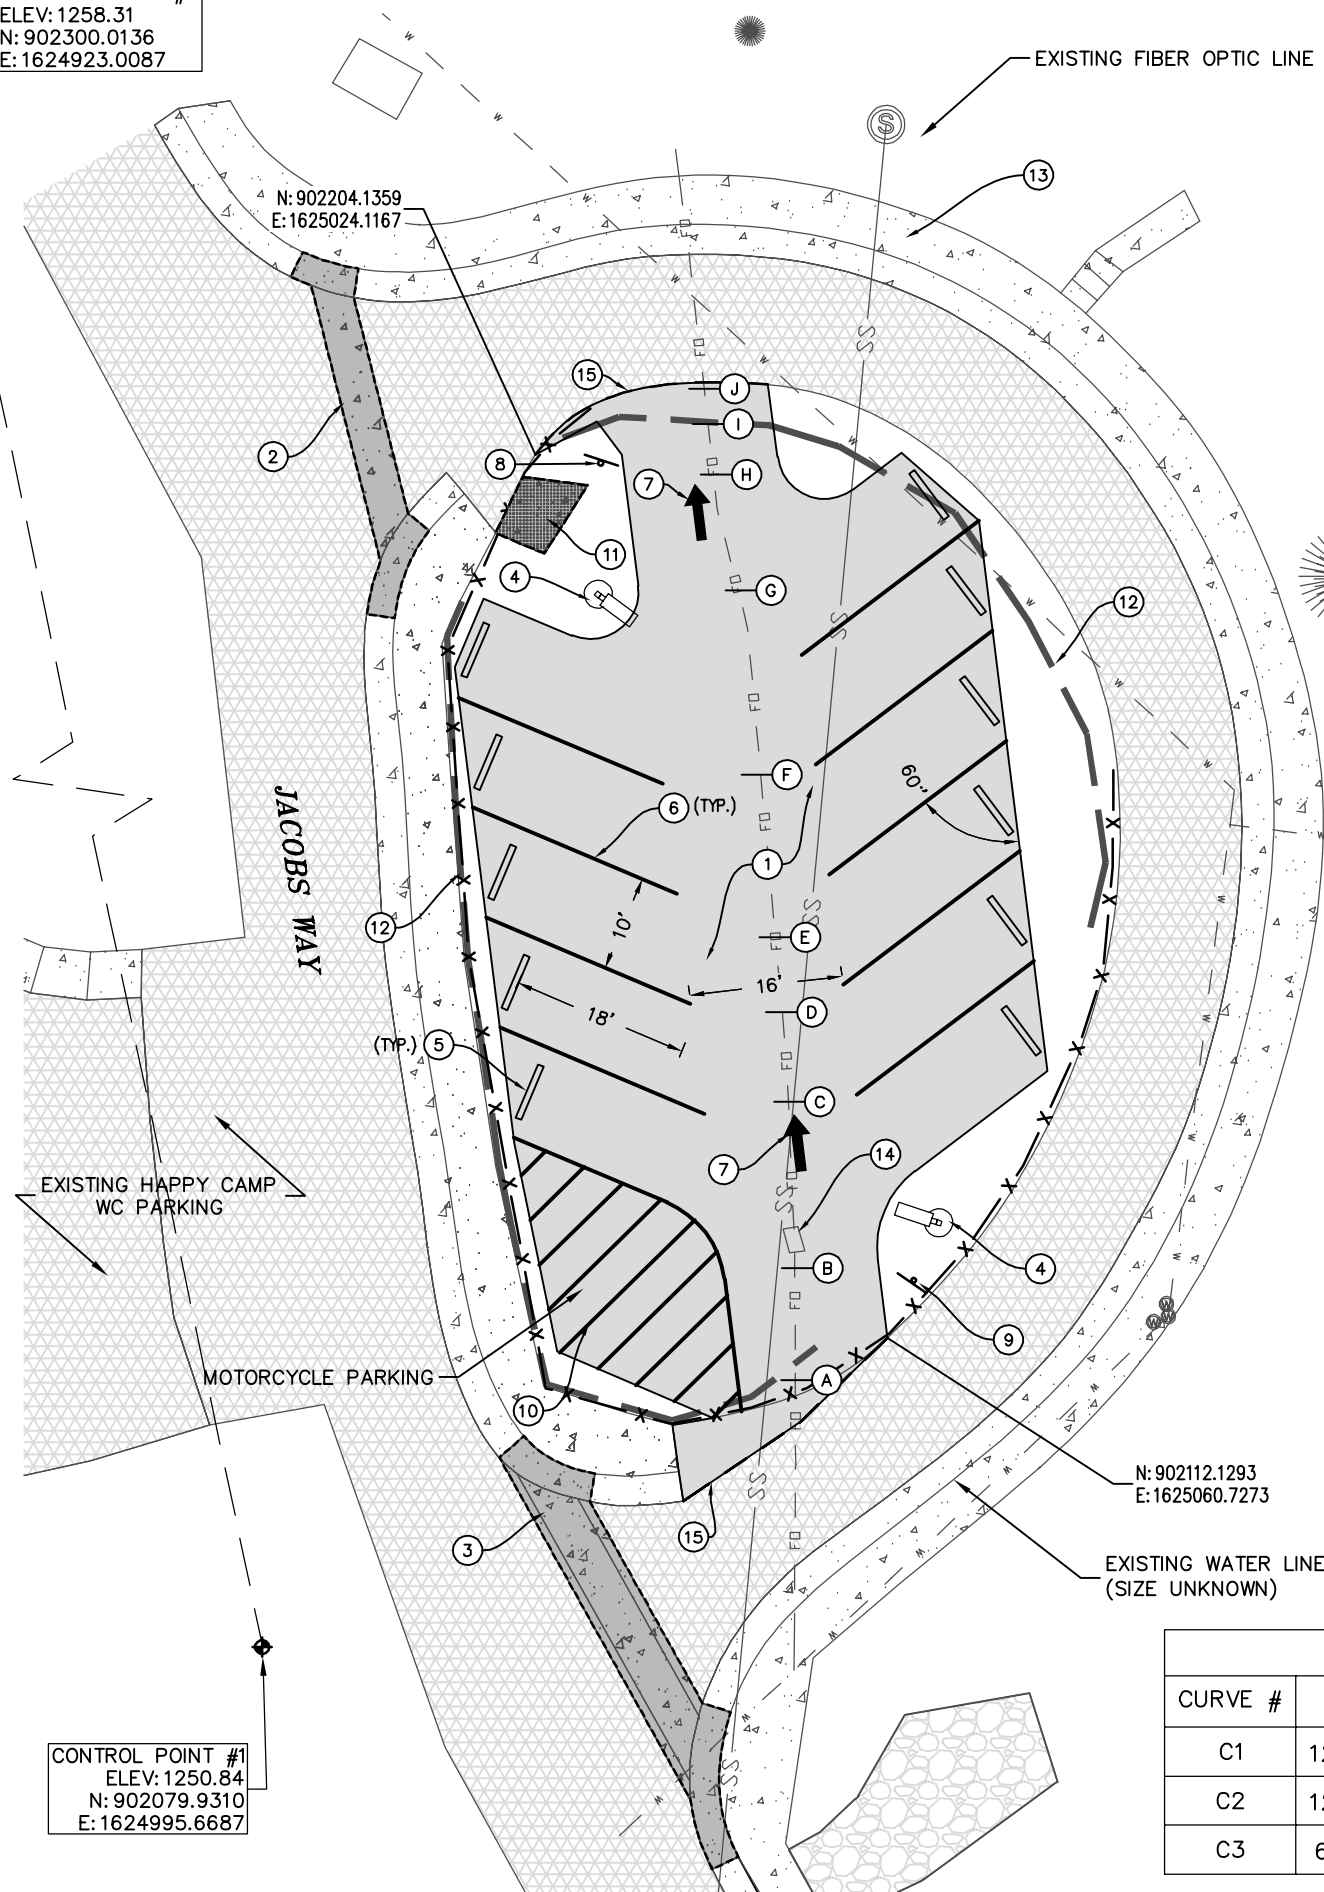 ELEV: 1258.31
N: 902300.0136
E: 1624923.0087
EXISTING FIBER OPTIC LINE
S
13
N: 902204.1359
E: 1625024.1167
15
J
I
2
8
7
H
11
4
G
12
6 (TYP.)
F
60°
1
JACOBS WAY
12
10'
E
16'
18'
D
(TYP.) 5
C
14
7
EXISTING HAPPY CAMP
WC PARKING
B
4
9
MOTORCYCLE PARKING
10
A
N: 902112.1293
E: 1625060.7273
3
15
EXISTING WATER LINE
(SIZE UNKNOWN)
CONTROL POINT #1
ELEV: 1250.84
N: 902079.9310
E: 1624995.6687
CURVE #
C1
C2
C3 6